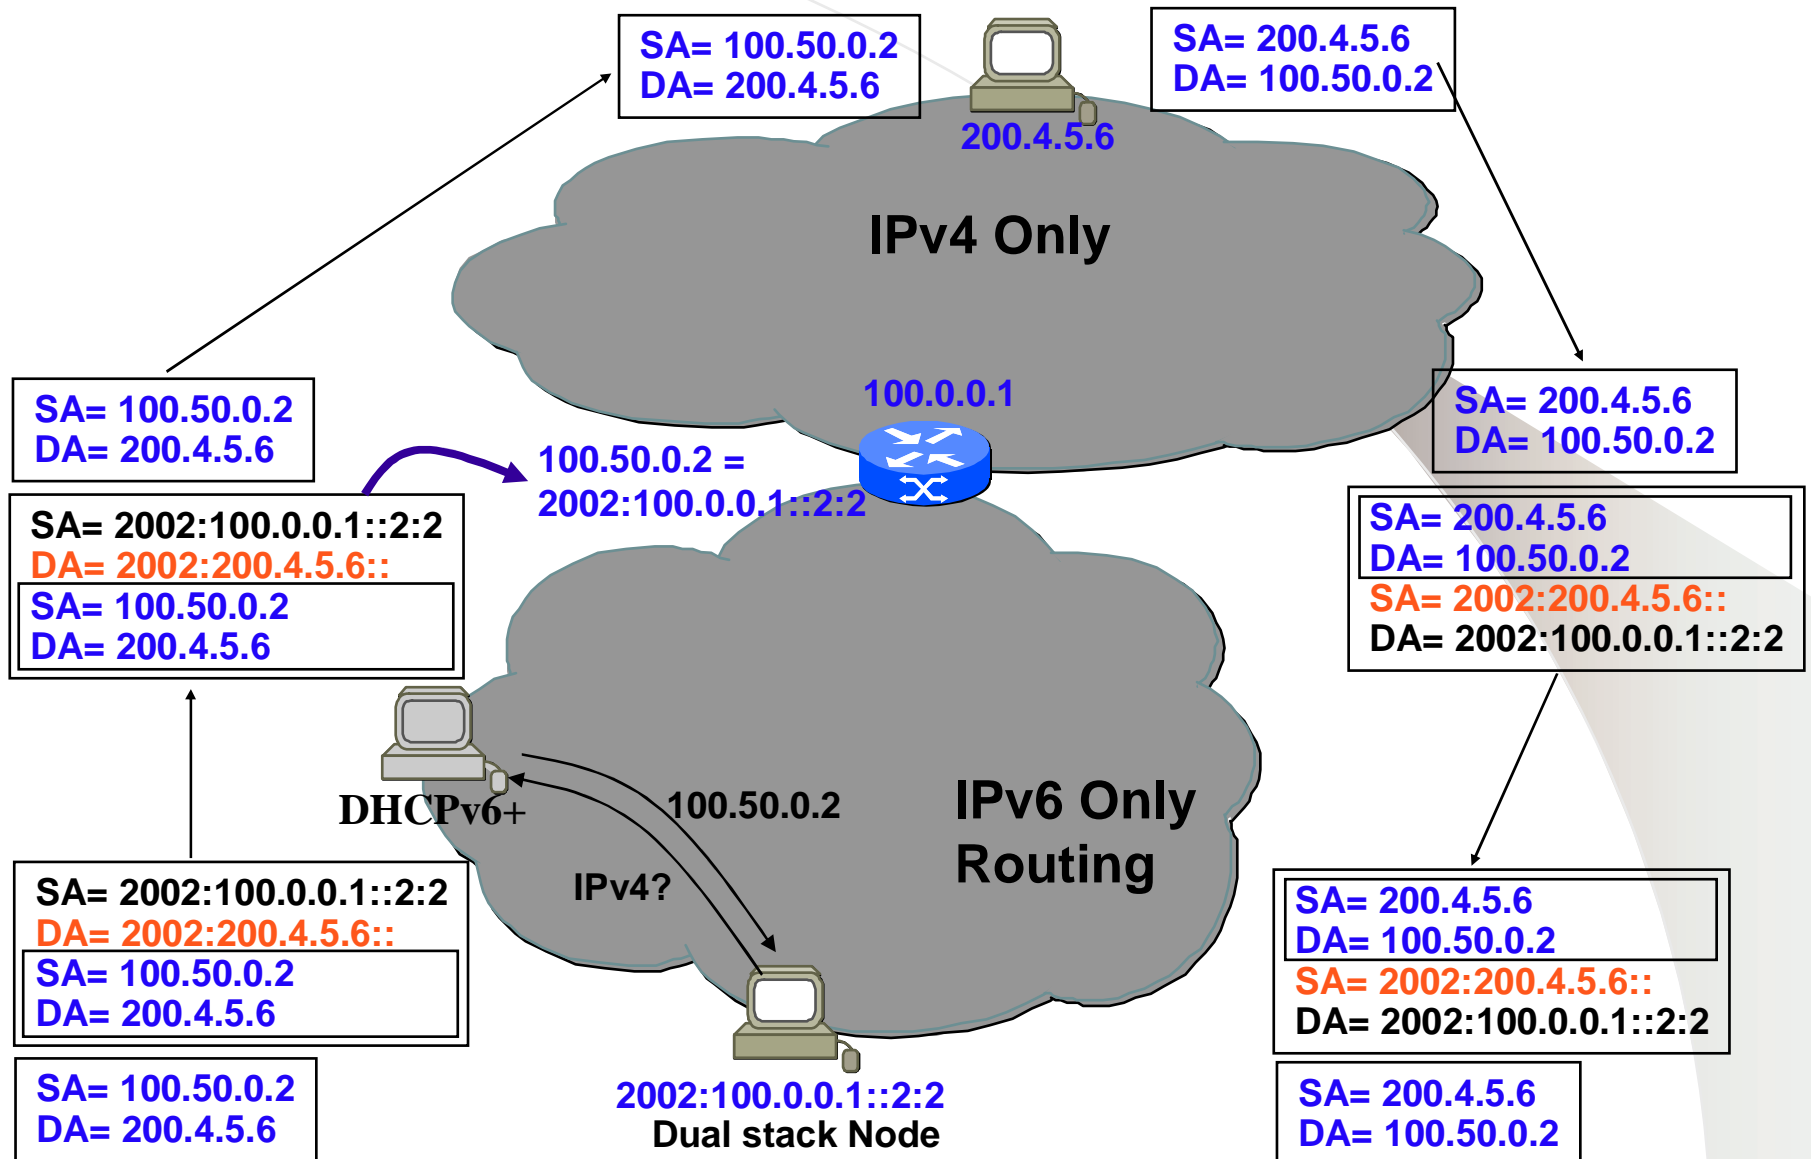 SA= 100.50.0.2
DA= 200.4.5.6
200.4.5.6
SA= 200.4.5.6
DA= 100.50.0.2
IPv4 Only
100.0.0.1
SA= 100.50.0.2
DA= 200.4.5.6
100.50.0.2 =
2002:100.0.0.1::2:2
SA= 200.4.5.6
DA= 100.50.0.2
SA= 2002:100.0.0.1::2:2
DA= 2002:200.4.5.6::
SA= 100.50.0.2
DA= 200.4.5.6
SA= 200.4.5.6
DA= 100.50.0.2
SA= 2002:200.4.5.6::
DA= 2002:100.0.0.1::2:2
DHCPv6+
100.50.0.2
IPv4?
IPv6 Only
Routing
SA= 2002:100.0.0.1::2:2
DA= 2002:200.4.5.6::
SA= 100.50.0.2
DA= 200.4.5.6
SA= 200.4.5.6
DA= 100.50.0.2
SA= 2002:200.4.5.6::
DA= 2002:100.0.0.1::2:2
SA= 100.50.0.2
DA= 200.4.5.6
2002:100.0.0.1::2:2
Dual stack Node
SA= 200.4.5.6
DA= 100.50.0.2